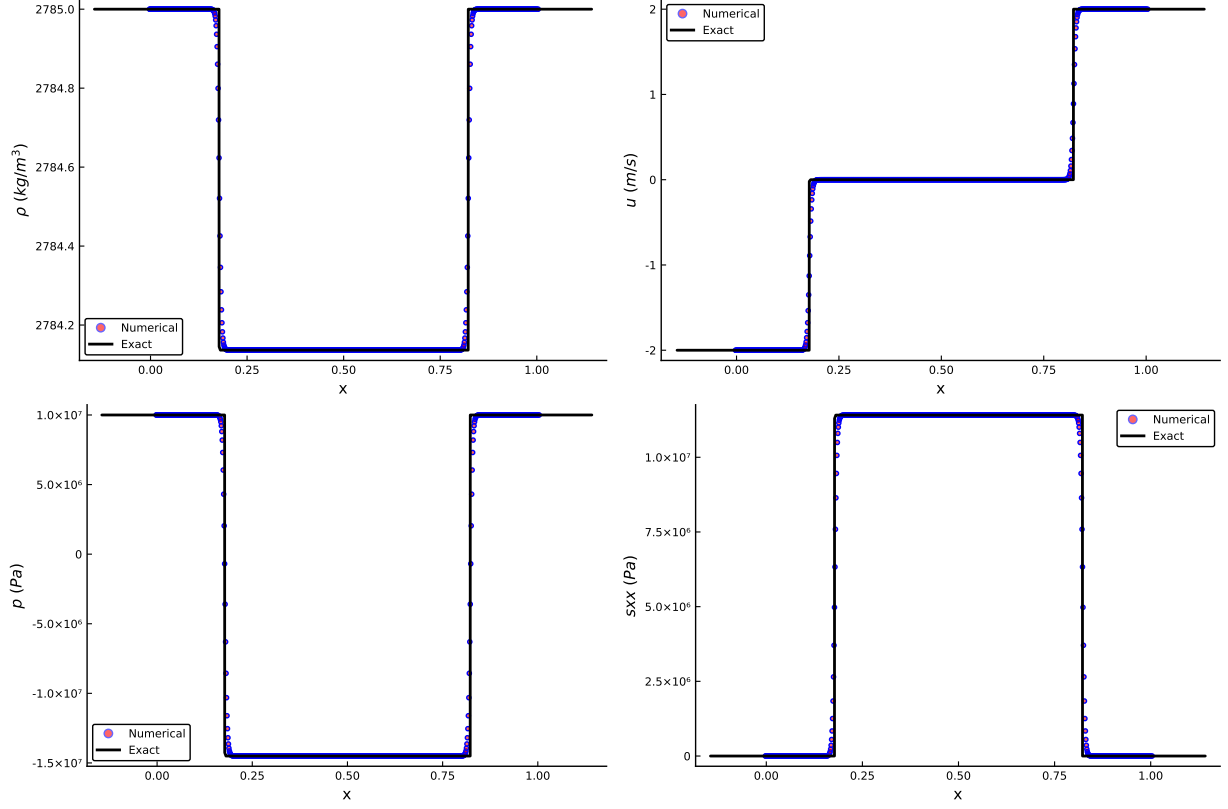 2785.0
2784.8
2784.6
2784.4
2784.2
ρ (kg/m³)
Numerical
Exact
0.00 0.25 0.50 0.75 1.00
x
2
1
0
-1
-2
u (m/s)
Numerical
Exact
0.00 0.25 0.50 0.75 1.00
x
1.0×10⁷
5.0×10⁶
0
-5.0×10⁶
-1.0×10⁷
-1.5×10⁷
p (Pa)
Numerical
Exact
0.00 0.25 0.50 0.75 1.00
x
1.0×10⁷
7.5×10⁶
5.0×10⁶
2.5×10⁶
0
sxx (Pa)
Numerical
Exact
0.00 0.25 0.50 0.75 1.00
x